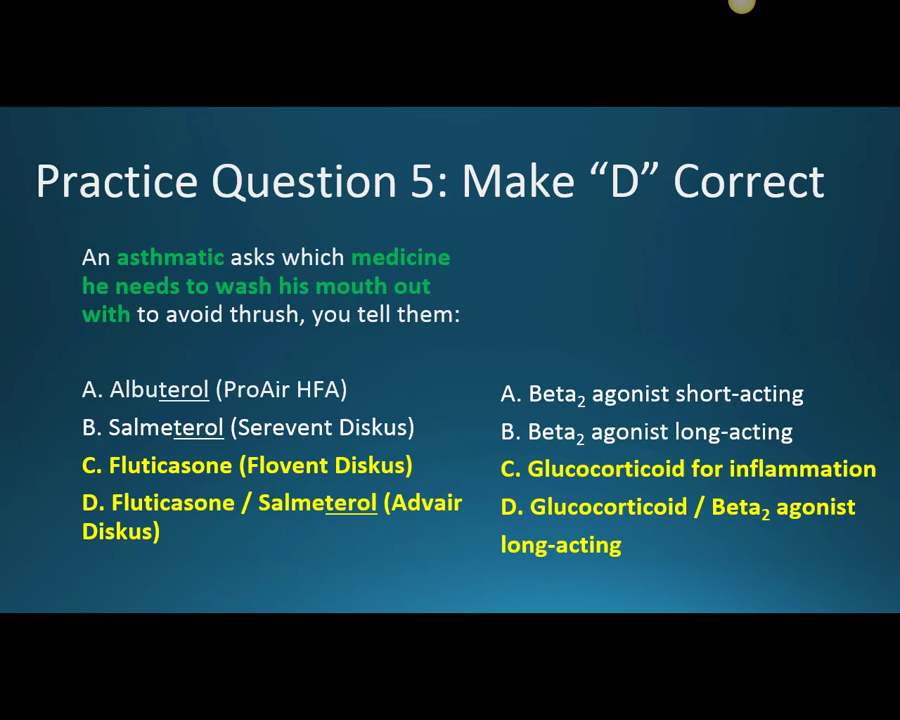 Practice Question 5: Make “D” Correct
An asthmatic asks which medicine
he needs to wash his mouth out
with to avoid thrush, you tell them:
A. Albuterol (ProAir HFA)
B. Salmeterol (Serevent Diskus)
C. Fluticasone (Flovent Diskus)
D. Fluticasone / Salmeterol (Advair
Diskus)
A. Beta2 agonist short-acting
B. Beta2 agonist long-acting
C. Glucocorticoid for inflammation
D. Glucocorticoid / Beta2 agonist
long-acting